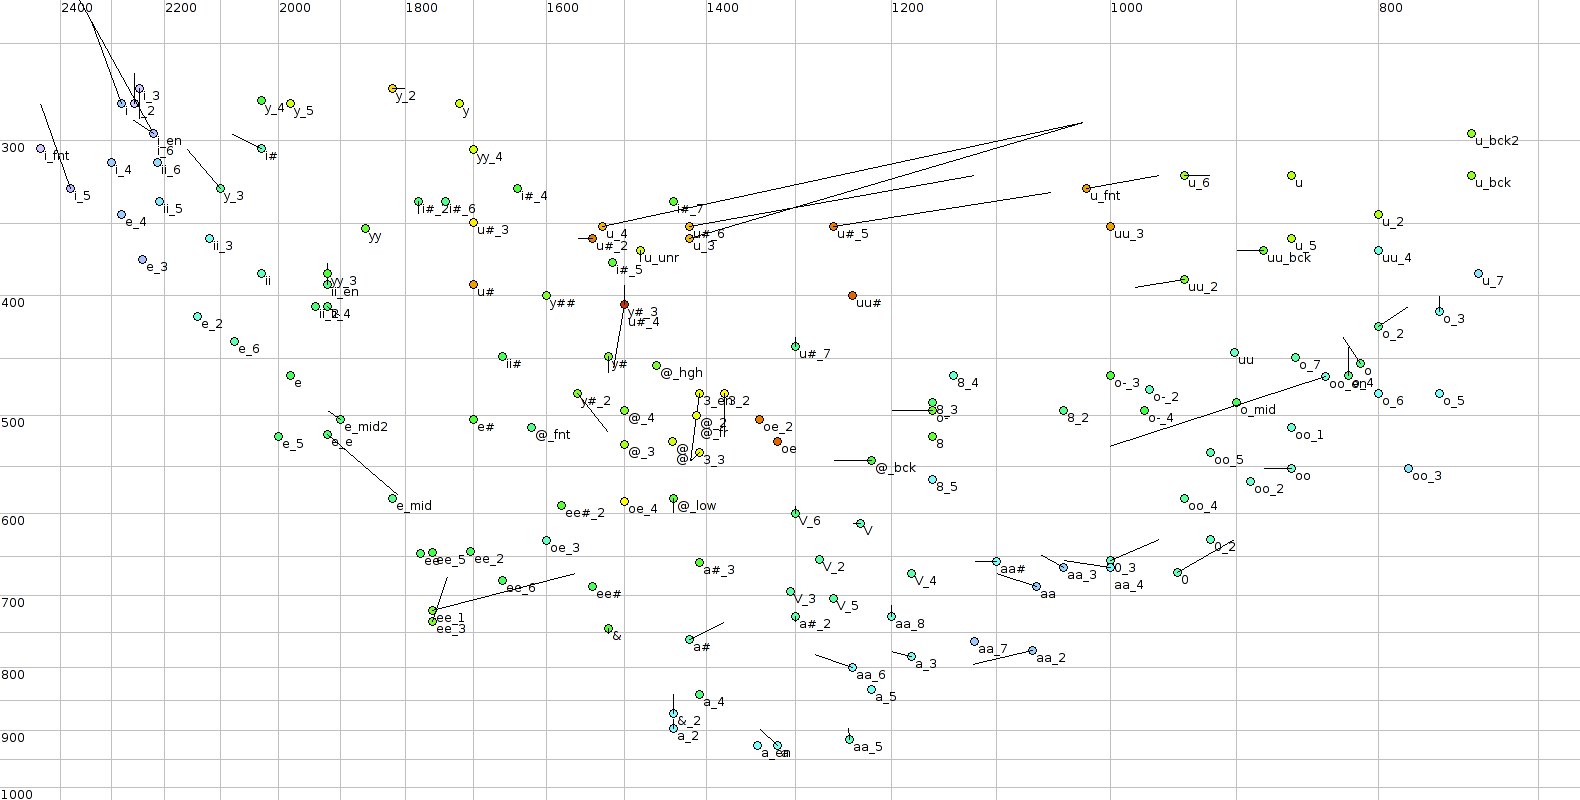 2400 2200 2000 1800 1600 1400 1200 1000 800
i_3
i i_2
y_4 y_5 y_2 y
i_en
300
u_bck2
i_fnt i_6 i# yy_4
i_4 ii_6
i_5 y_3 i#_4 u_6 u u_bck
u_fnt
e_4 ii_5 i#_2 i#_6 i#_7
u_2
yy u#_3 u_4 u#_6 u#_5 uu_3
ii_3 u#_2 u_3 u_5
e_3 u_unr uu_bck uu_4
i#_5
ii yy_3 u_7
ii_en u# uu_2
400
y## uu#
e_2 ii_2 y#_3 o_3
u#_4 o_2
e_6 u#_7
ii# y# uu o_7
@_hgh o
e 8_4 o-_3 oo_en o_4
y#_2 3_en 3_2 o-_2 o_6 o_5
500
e_mid2 e# @_4 @_2 oe_2 8_3 o- 8_2 o-_4 o_mid
e_5 e_e @_fnt @_fr 8 oo_1
@_3 @ oe
@_bck 3_3 oo_5
8_5 oo oo_3
oo_2
e_mid ee#_2 oe_4 @_low oo_4
600
V_6 V
oe_3 0_2
ee ee_5 ee_2
a#_3 V_2 aa# aa_3 0_3
ee_6 V_4 aa_4 0
ee# V_3 aa
700
ee_1 V_5
ee_3 & a#_2 aa_8
a# aa_7 aa_2
a_3
800
aa_6
a_4 a_5
&_2
900
a_2
a_en a aa_5
1000